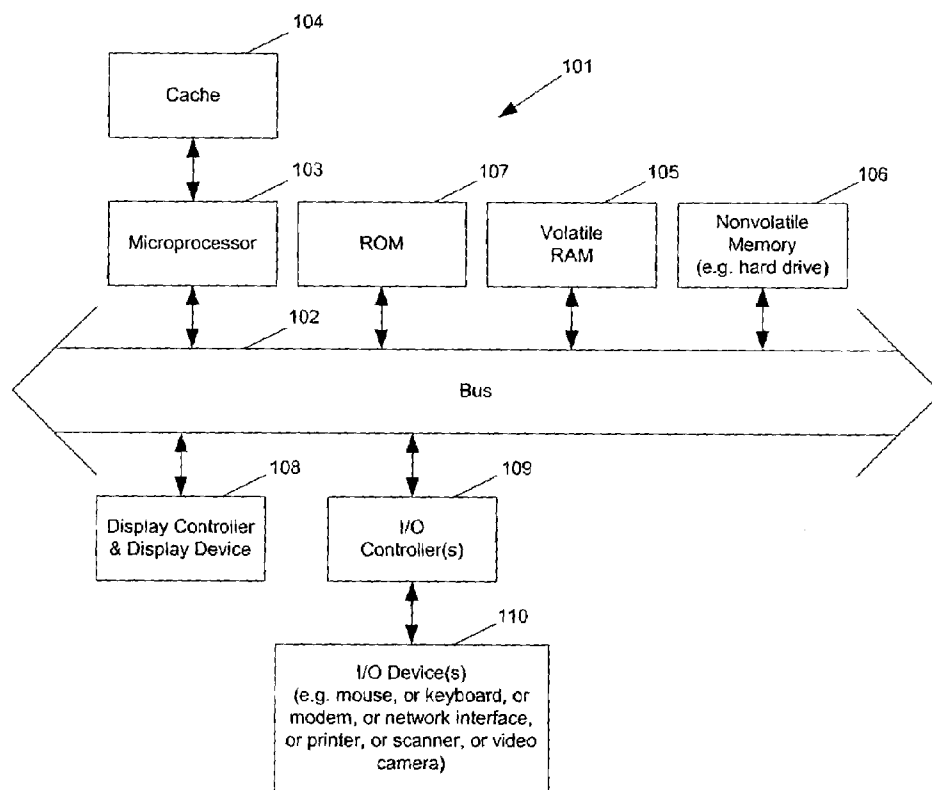 104
Cache
101
103
107
105
106
Microprocessor
ROM
Volatile
RAM
Nonvolatile
Memory
(e.g. hard drive)
102
Bus
108
109
Display Controller
& Display Device
I/O
Controller(s)
110
I/O Device(s)
(e.g. mouse, or keyboard, or
modem, or network interface,
or printer, or scanner, or video
camera)